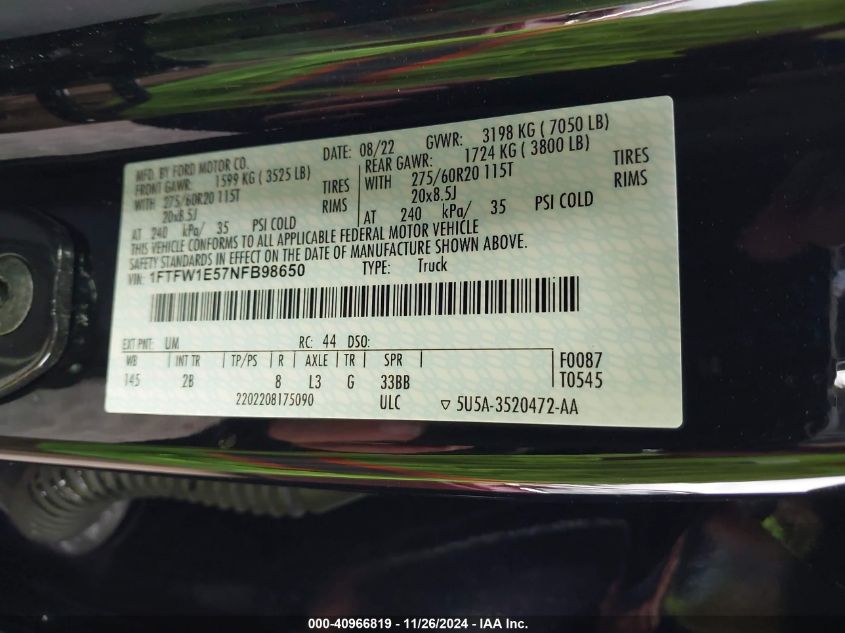 MFD. BY FORD MOTOR CO.
DATE: 08/22 GVWR: 3198 KG ( 7050 LB)
FRONT GAWR: 1599 KG ( 3525 LB) REAR GAWR: 1724 KG ( 3800 LB)
WITH 275/60R20 115T TIRES WITH 275/60R20 115T TIRES
20x8.5J RIMS 20x8.5J RIMS
AT 240 kPa/ 35 PSI COLD AT 240 kPa/ 35 PSI COLD
THIS VEHICLE CONFORMS TO ALL APPLICABLE FEDERAL MOTOR VEHICLE
SAFETY STANDARDS IN EFFECT ON THE DATE OF MANUFACTURE SHOWN ABOVE.
VIN: 1FTFW1E57NFB98650 TYPE: Truck
EXT PNT: UM RC: 44 DSO:
WB INT TR TP/PS R AXLE TR SPR F0087
145 2B 8 L3 G 33BB T0545
2202208175090 ULC ▽ 5U5A-3520472-AA
000-40966819 - 11/26/2024 - IAA Inc.